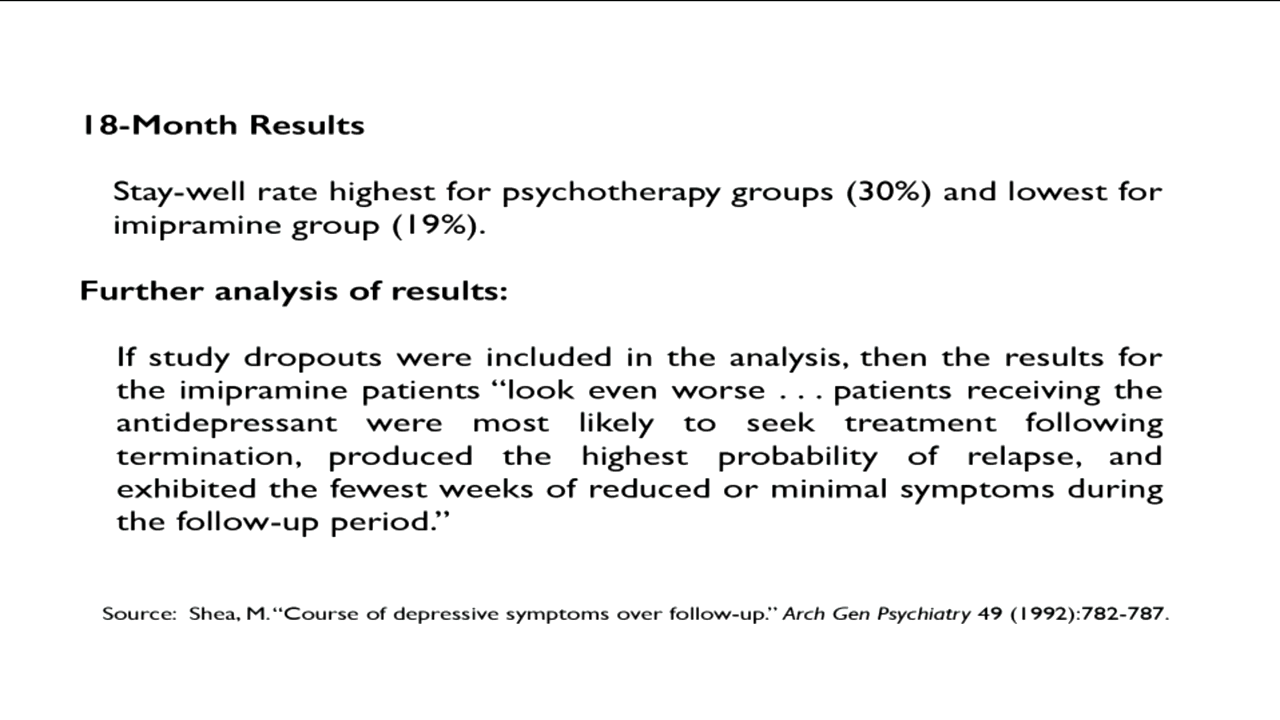 18-Month Results
Stay-well rate highest for psychotherapy groups (30%) and lowest for
imipramine group (19%).
Further analysis of results:
If study dropouts were included in the analysis, then the results for
the imipramine patients “look even worse . . . patients receiving the
antidepressant were most likely to seek treatment following
termination, produced the highest probability of relapse, and
exhibited the fewest weeks of reduced or minimal symptoms during
the follow-up period.”
Source: Shea, M. “Course of depressive symptoms over follow-up.” Arch Gen Psychiatry 49 (1992):782-787.